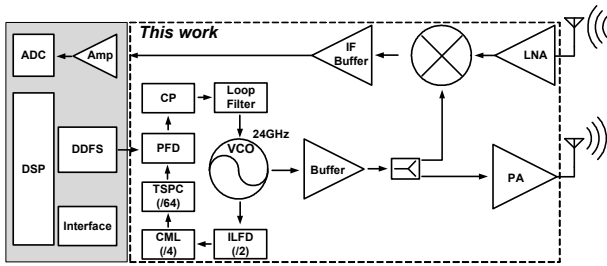 This work
ADC
Amp
IF
Buffer
LNA
CP
Loop
Filter
24GHz
VCO
DSP
DDFS
PFD
Buffer
PA
TSPC
(/64)
Interface
CML
(/4)
ILFD
(/2)